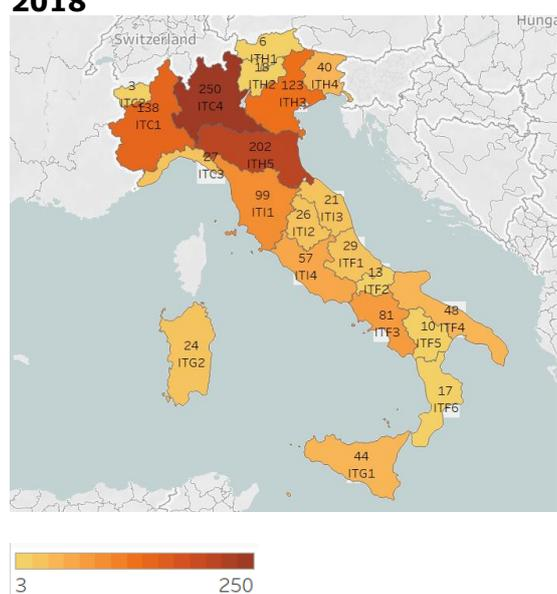 2018
Switzerland
Hunga
6
ITH1
18
ITH2
40
ITH4
3
ITC2
250
ITC4
123
ITH3
138
ITC1
202
ITH5
27
ITC3
99
ITI1
21
ITI3
26
ITI2
29
ITF1
57
ITI4
13
ITF2
81
ITF3
48
ITF4
10
ITF5
24
ITG2
17
ITF6
44
ITG1
3 250